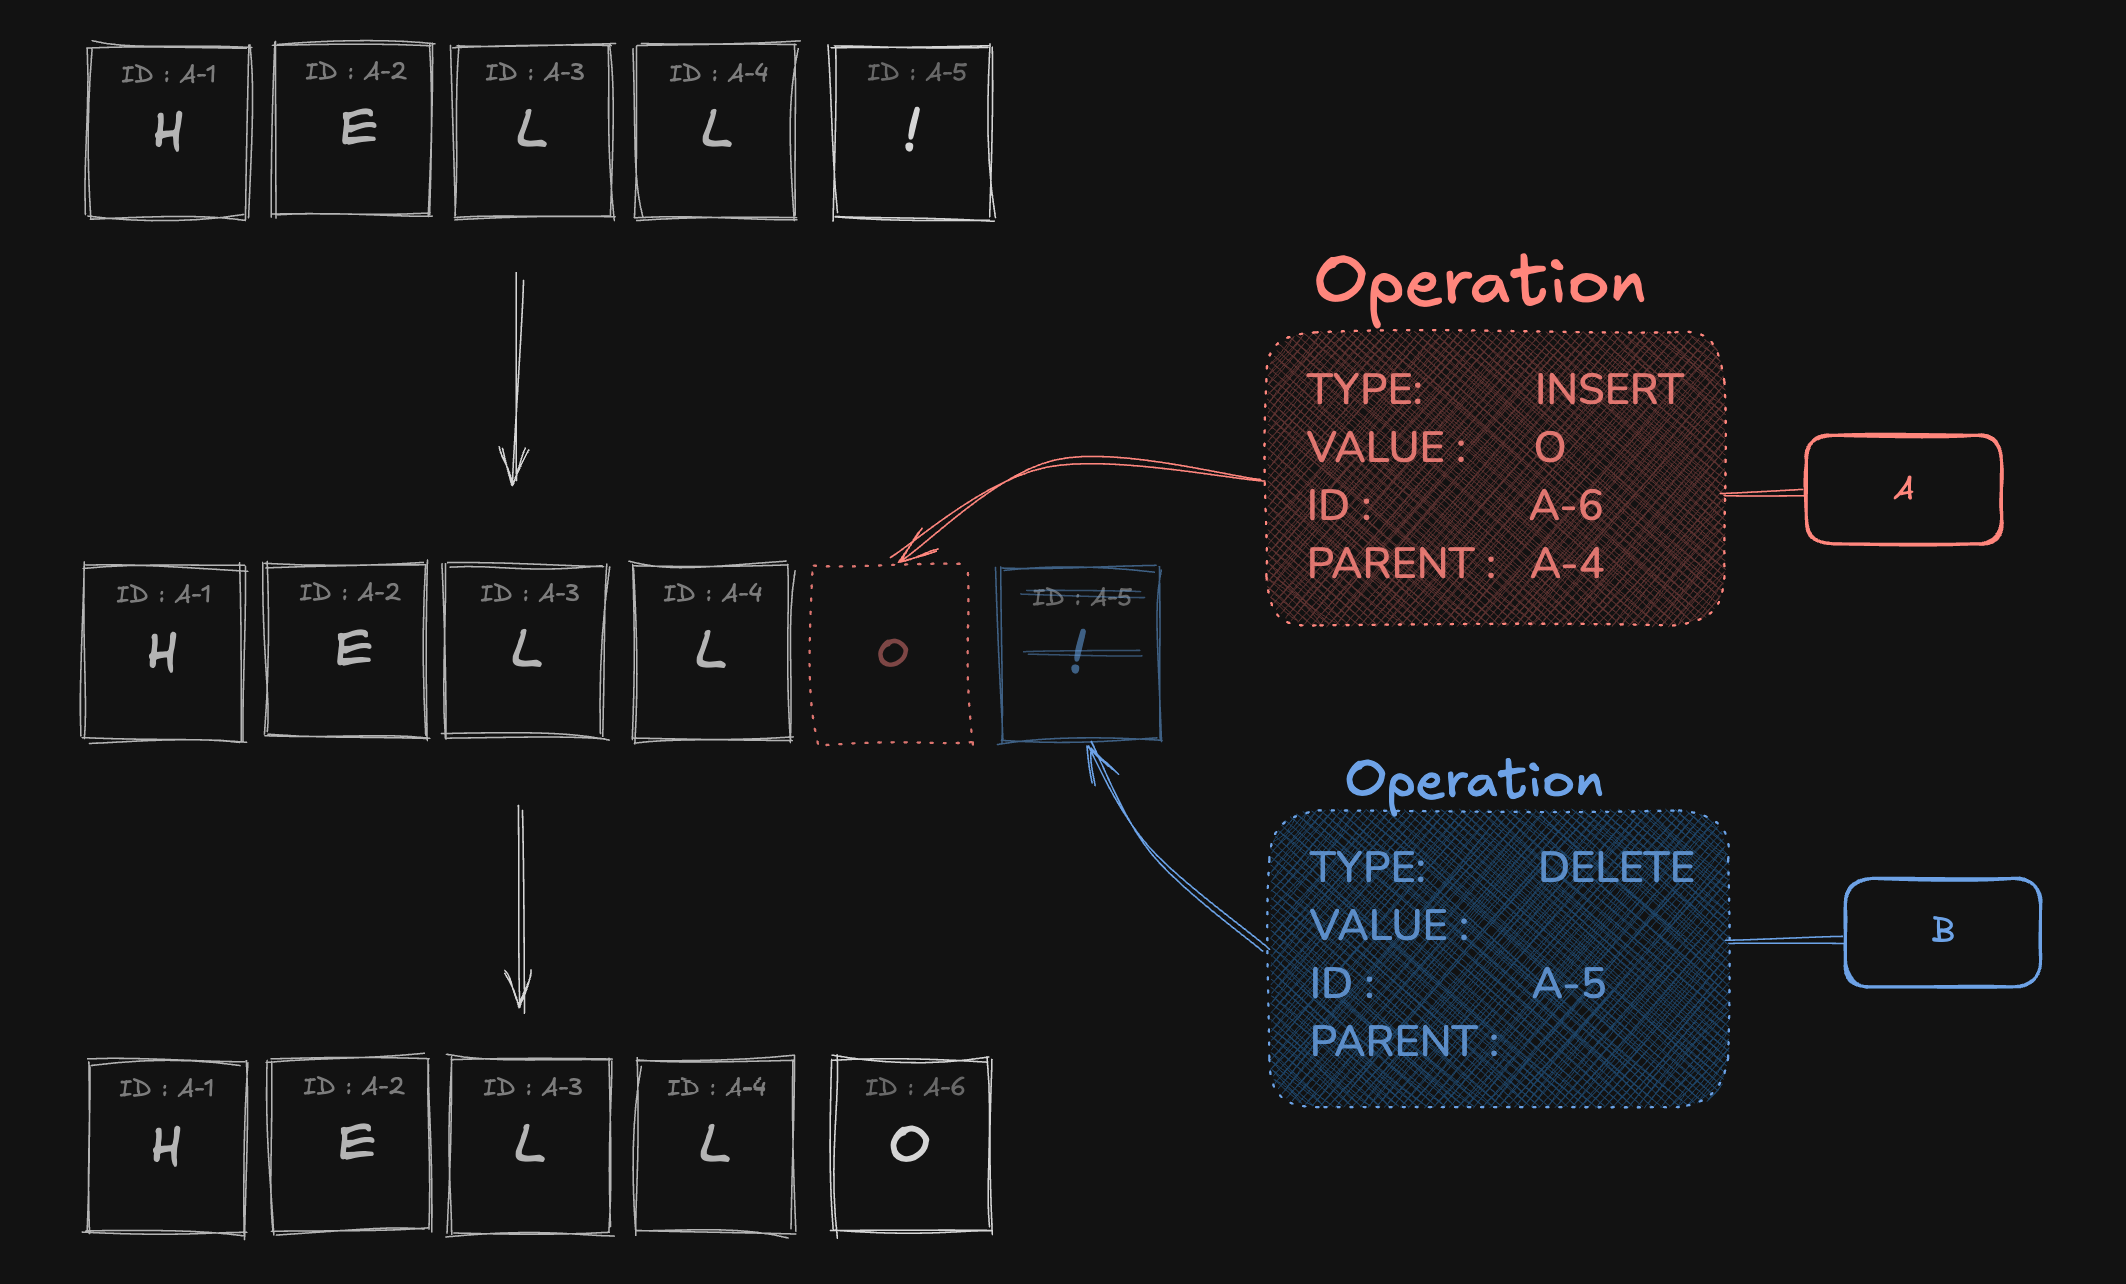 ID : A-1 ID : A-2 ID : A-3 ID : A-4 ID : A-5
H E L L !
Operation
TYPE: INSERT
VALUE : O
ID : A-6
PARENT : A-4
A
ID : A-1 ID : A-2 ID : A-3 ID : A-4 ID : A-5
H E L L O !
Operation
TYPE: DELETE
VALUE :
ID : A-5
PARENT :
B
ID : A-1 ID : A-2 ID : A-3 ID : A-4 ID : A-6
H E L L O